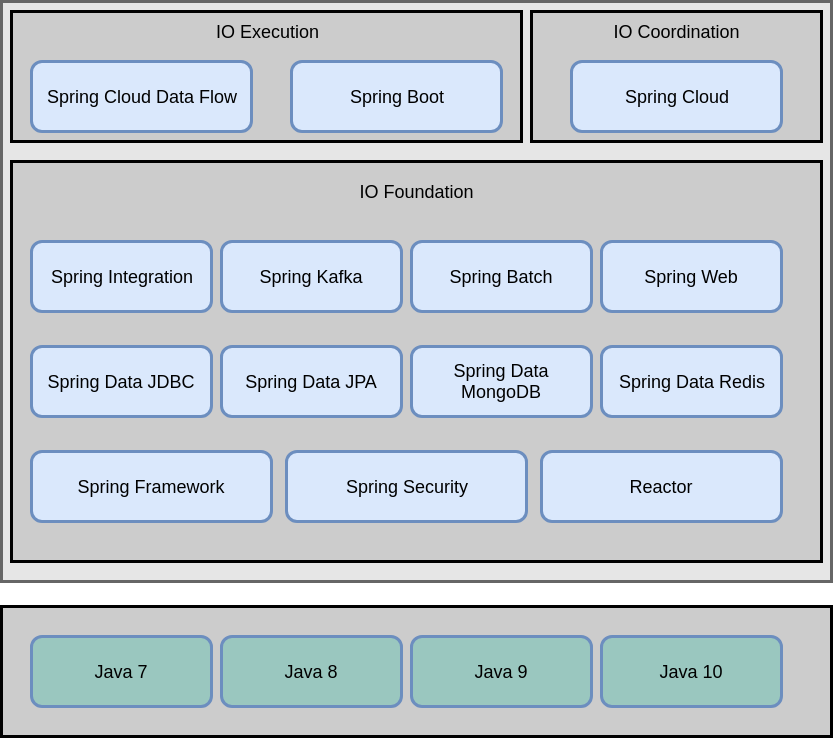 IO Execution
IO Coordination
Spring Cloud Data Flow
Spring Boot
Spring Cloud
IO Foundation
Spring Integration
Spring Kafka
Spring Batch
Spring Web
Spring Data JDBC
Spring Data JPA
Spring Data
MongoDB
Spring Data Redis
Spring Framework
Spring Security
Reactor
Java 7
Java 8
Java 9
Java 10